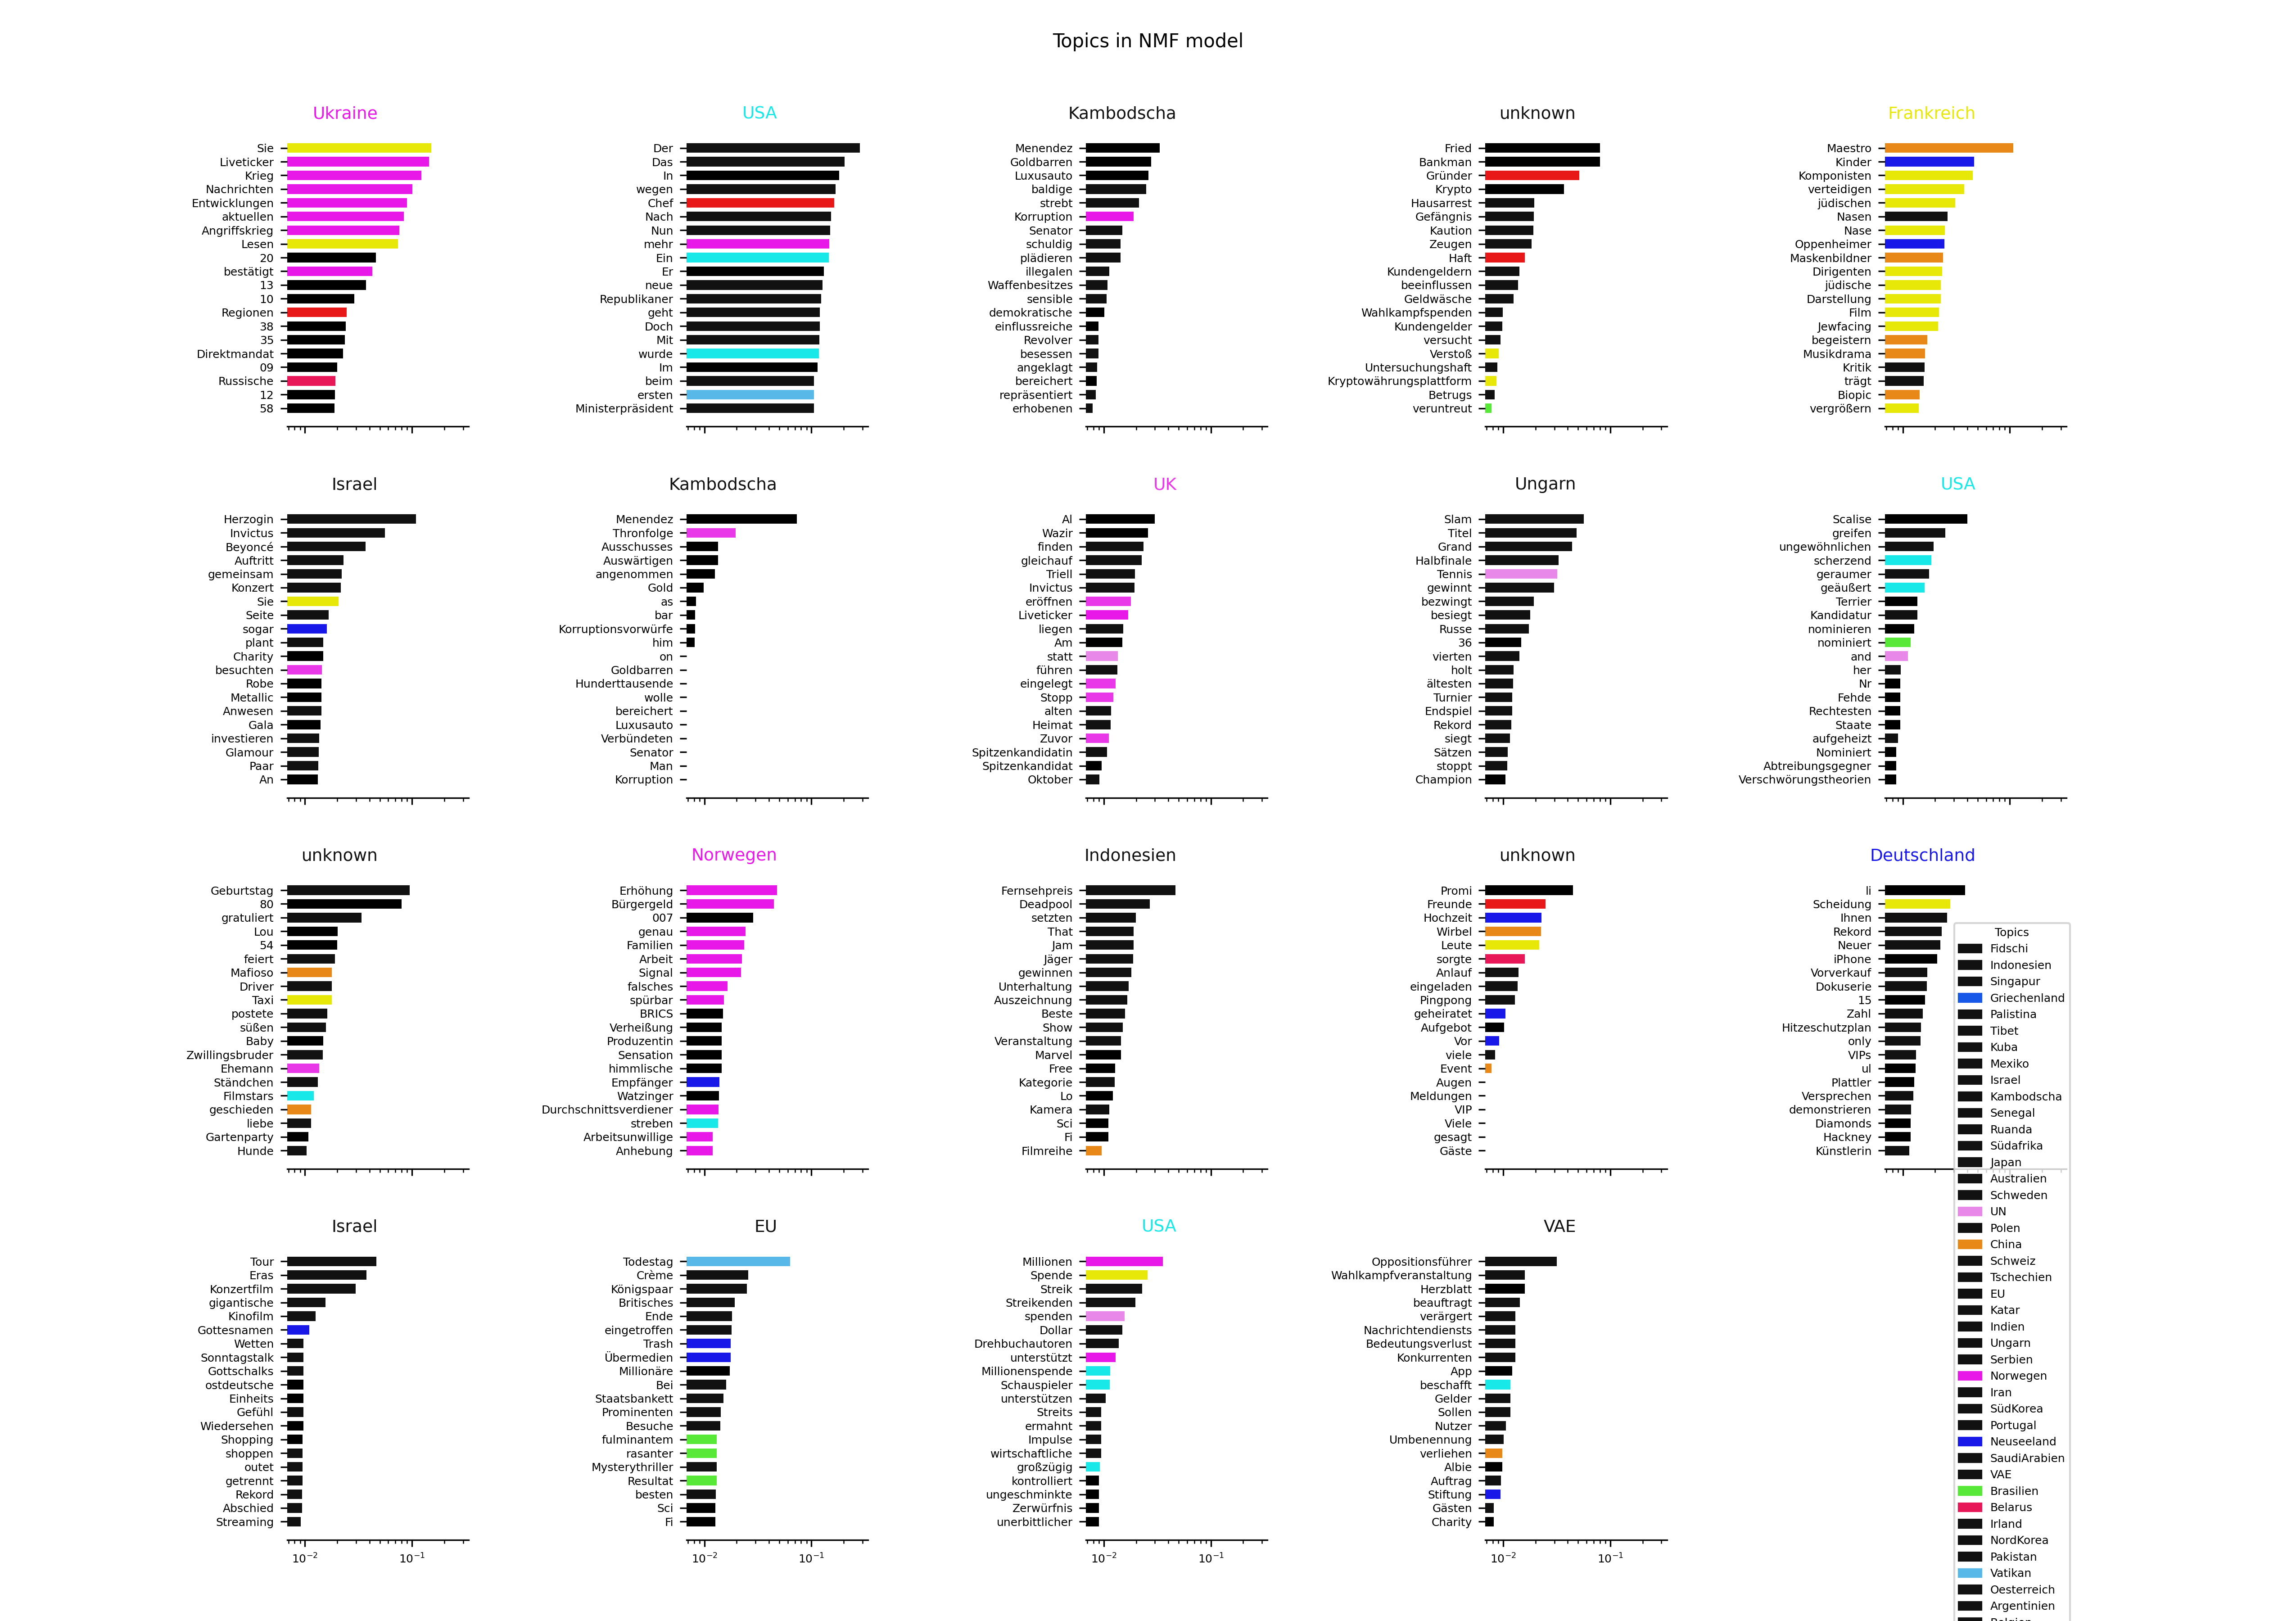 Topics in NMF model
Ukraine
Sie
Liveticker
Krieg
Nachrichten
Entwicklungen
aktuellen
Angriffskrieg
Lesen
20
bestätigt
13
10
Regionen
38
35
Direktmandat
09
Russische
12
58
USA
Der
Das
In
wegen
Chef
Nach
Nun
mehr
Ein
Er
neue
Republikaner
geht
Doch
Mit
wurde
Im
beim
ersten
Ministerpräsident
Kambodscha
Menendez
Goldbarren
Luxusauto
baldige
strebt
Korruption
Senator
schuldig
plädieren
illegalen
Waffenbesitzes
sensible
demokratische
einflussreiche
Revolver
besessen
angeklagt
bereichert
repräsentiert
erhobenen
unknown
Fried
Bankman
Gründer
Krypto
Hausarrest
Gefängnis
Kaution
Zeugen
Haft
Kundengeldern
beeinflussen
Geldwäsche
Wahlkampfspenden
Kundengelder
versucht
Verstoß
Untersuchungshaft
Kryptowährungsplattform
Betrugs
veruntreut
Frankreich
Maestro
Kinder
Komponisten
verteidigen
jüdischen
Nasen
Nase
Oppenheimer
Maskenbildner
Dirigenten
jüdische
Darstellung
Film
Jewfacing
begeistern
Musikdrama
Kritik
trägt
Biopic
vergrößern
Israel
Herzogin
Invictus
Beyoncé
Auftritt
gemeinsam
Konzert
Sie
Seite
sogar
plant
Charity
besuchten
Robe
Metallic
Anwesen
Gala
investieren
Glamour
Paar
An
Kambodscha
Menendez
Thronfolge
Ausschusses
Auswärtigen
angenommen
Gold
as
bar
Korruptionsvorwürfe
him
on
Goldbarren
Hunderttausende
wolle
bereichert
Luxusauto
Verbündeten
Senator
Man
Korruption
UK
Al
Wazir
finden
gleichauf
Triell
Invictus
eröffnen
Liveticker
liegen
Am
statt
führen
eingelegt
Stopp
alten
Heimat
Zuvor
Spitzenkandidatin
Spitzenkandidat
Oktober
Ungarn
Slam
Titel
Grand
Halbfinale
Tennis
gewinnt
bezwingt
besiegt
Russe
36
vierten
holt
ältesten
Turnier
Endspiel
Rekord
siegt
Sätzen
stoppt
Champion
USA
Scalise
greifen
ungewöhnlichen
scherzend
geraumer
geäußert
Terrier
Kandidatur
nominieren
nominiert
and
her
Nr
Fehde
Rechtesten
Staate
aufgeheizt
Nominiert
Abtreibungsgegner
Verschwörungstheorien
unknown
Geburtstag
80
gratuliert
Lou
54
feiert
Mafioso
Driver
Taxi
postete
süßen
Baby
Zwillingsbruder
Ehemann
Ständchen
Filmstars
geschieden
liebe
Gartenparty
Hunde
Norwegen
Erhöhung
Bürgergeld
007
genau
Familien
Arbeit
Signal
falsches
spürbar
BRICS
Verheißung
Produzentin
Sensation
himmlische
Empfänger
Watzinger
Durchschnittsverdiener
streben
Arbeitsunwillige
Anhebung
Indonesien
Fernsehpreis
Deadpool
setzten
That
Jam
Jäger
gewinnen
Unterhaltung
Auszeichnung
Beste
Show
Veranstaltung
Marvel
Free
Kategorie
Lo
Kamera
Sci
Fi
Filmreihe
unknown
Promi
Freunde
Hochzeit
Wirbel
Leute
sorgte
Anlauf
eingeladen
Pingpong
geheiratet
Aufgebot
Vor
viele
Event
Augen
Meldungen
VIP
Viele
gesagt
Gäste
Deutschland
li
Scheidung
Ihnen
Rekord
Neuer
iPhone
Vorverkauf
Dokuserie
15
Zahl
Hitzeschutzplan
only
VIPs
ul
Plattler
Versprechen
demonstrieren
Diamonds
Hackney
Künstlerin
Israel
Tour
Eras
Konzertfilm
gigantische
Kinofilm
Gottesnamen
Wetten
Sonntagstalk
Gottschalks
ostdeutsche
Einheits
Gefühl
Wiedersehen
Shopping
shoppen
outet
getrennt
Rekord
Abschied
Streaming
10⁻² 10⁻¹
EU
Todestag
Crème
Königspaar
Britisches
Ende
eingetroffen
Trash
Übermedien
Millionäre
Bei
Staatsbankett
Prominenten
Besuche
fulminantem
rasanter
Mysterythriller
Resultat
besten
Sci
Fi
10⁻² 10⁻¹
USA
Millionen
Spende
Streik
Streikenden
spenden
Dollar
Drehbuchautoren
unterstützt
Millionenspende
Schauspieler
unterstützen
Streits
ermahnt
Impulse
wirtschaftliche
großzügig
kontrolliert
ungeschminkte
Zerwürfnis
unerbittlicher
10⁻² 10⁻¹
VAE
Oppositionsführer
Wahlkampfveranstaltung
Herzblatt
beauftragt
verärgert
Nachrichtendiensts
Bedeutungsverlust
Konkurrenten
App
beschafft
Gelder
Sollen
Nutzer
Umbenennung
verliehen
Albie
Auftrag
Stiftung
Gästen
Charity
10⁻² 10⁻¹
Topics
Fidschi
Indonesien
Singapur
Griechenland
Palistina
Tibet
Kuba
Mexiko
Israel
Kambodscha
Senegal
Ruanda
Südafrika
Japan
Australien
Schweden
UN
Polen
China
Schweiz
Tschechien
EU
Katar
Indien
Ungarn
Serbien
Norwegen
Iran
SüdKorea
Portugal
Neuseeland
SaudiArabien
VAE
Brasilien
Belarus
Irland
NordKorea
Pakistan
Vatikan
Oesterreich
Argentinien